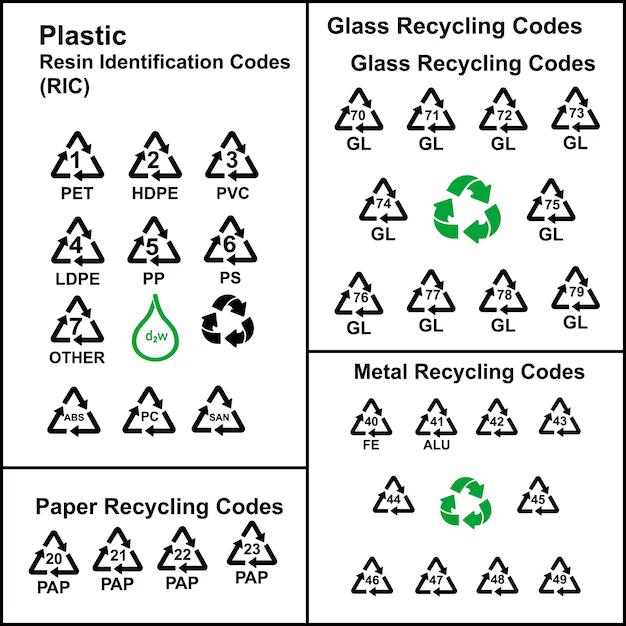 Plastic
Resin Identification Codes
(RIC)
1
PET
2
HDPE
3
PVC
4
LDPE
5
PP
6
PS
7
OTHER
d₂w
ABS
PC
SAN
Paper Recycling Codes
20
PAP
21
PAP
22
PAP
23
PAP
Glass Recycling Codes
Glass Recycling Codes
70
GL
71
GL
72
GL
73
GL
74
GL
75
GL
76
GL
77
GL
78
GL
79
GL
Metal Recycling Codes
40
FE
41
ALU
42
43
44
45
46
47
48
49